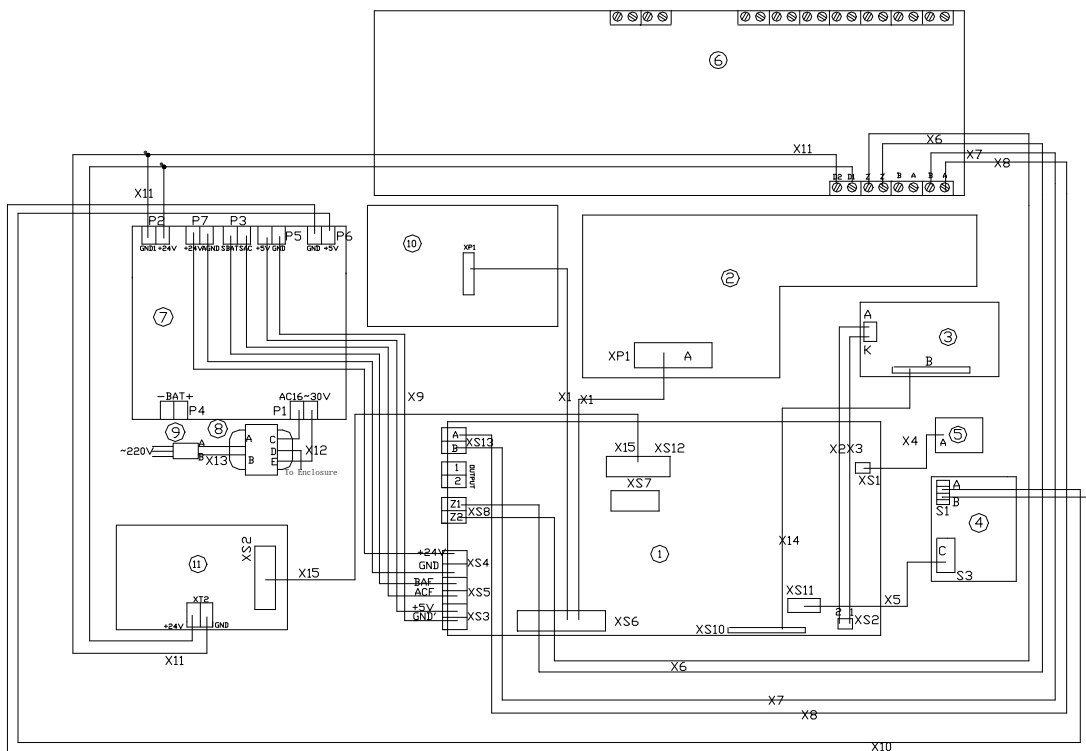 6
X6
X7
X8
X11
D2 D1 Z Z B A B A
X11
P2 P7 P3 P5 P6
GND1 +24V +24V AGND SBAT SAC +5V GND GND +5V
10
XP1
2
7
A
3
K
XP1 A
B
-BAT+
AC16~30V
P4
P1
X9
X1
X1
8
9
A
A
C
D
B
B
E
~220V
X13
X12
To Enclosure
A
B
XS13
X15 XS12
X2 X3
X4
5
A
XS1
1
2
OUTPUT
XS7
Z1
Z2
XS8
A
B
S1
4
1
X14
XS2
11
X15
+24V
GND
XS4
BAF
ACF
XS5
+5V
GND'
XS3
C
S3
XT2
+24V
GND
XS6
XS11
X5
2 1
XS2
XS10
X11
X6
X7
X8
X10